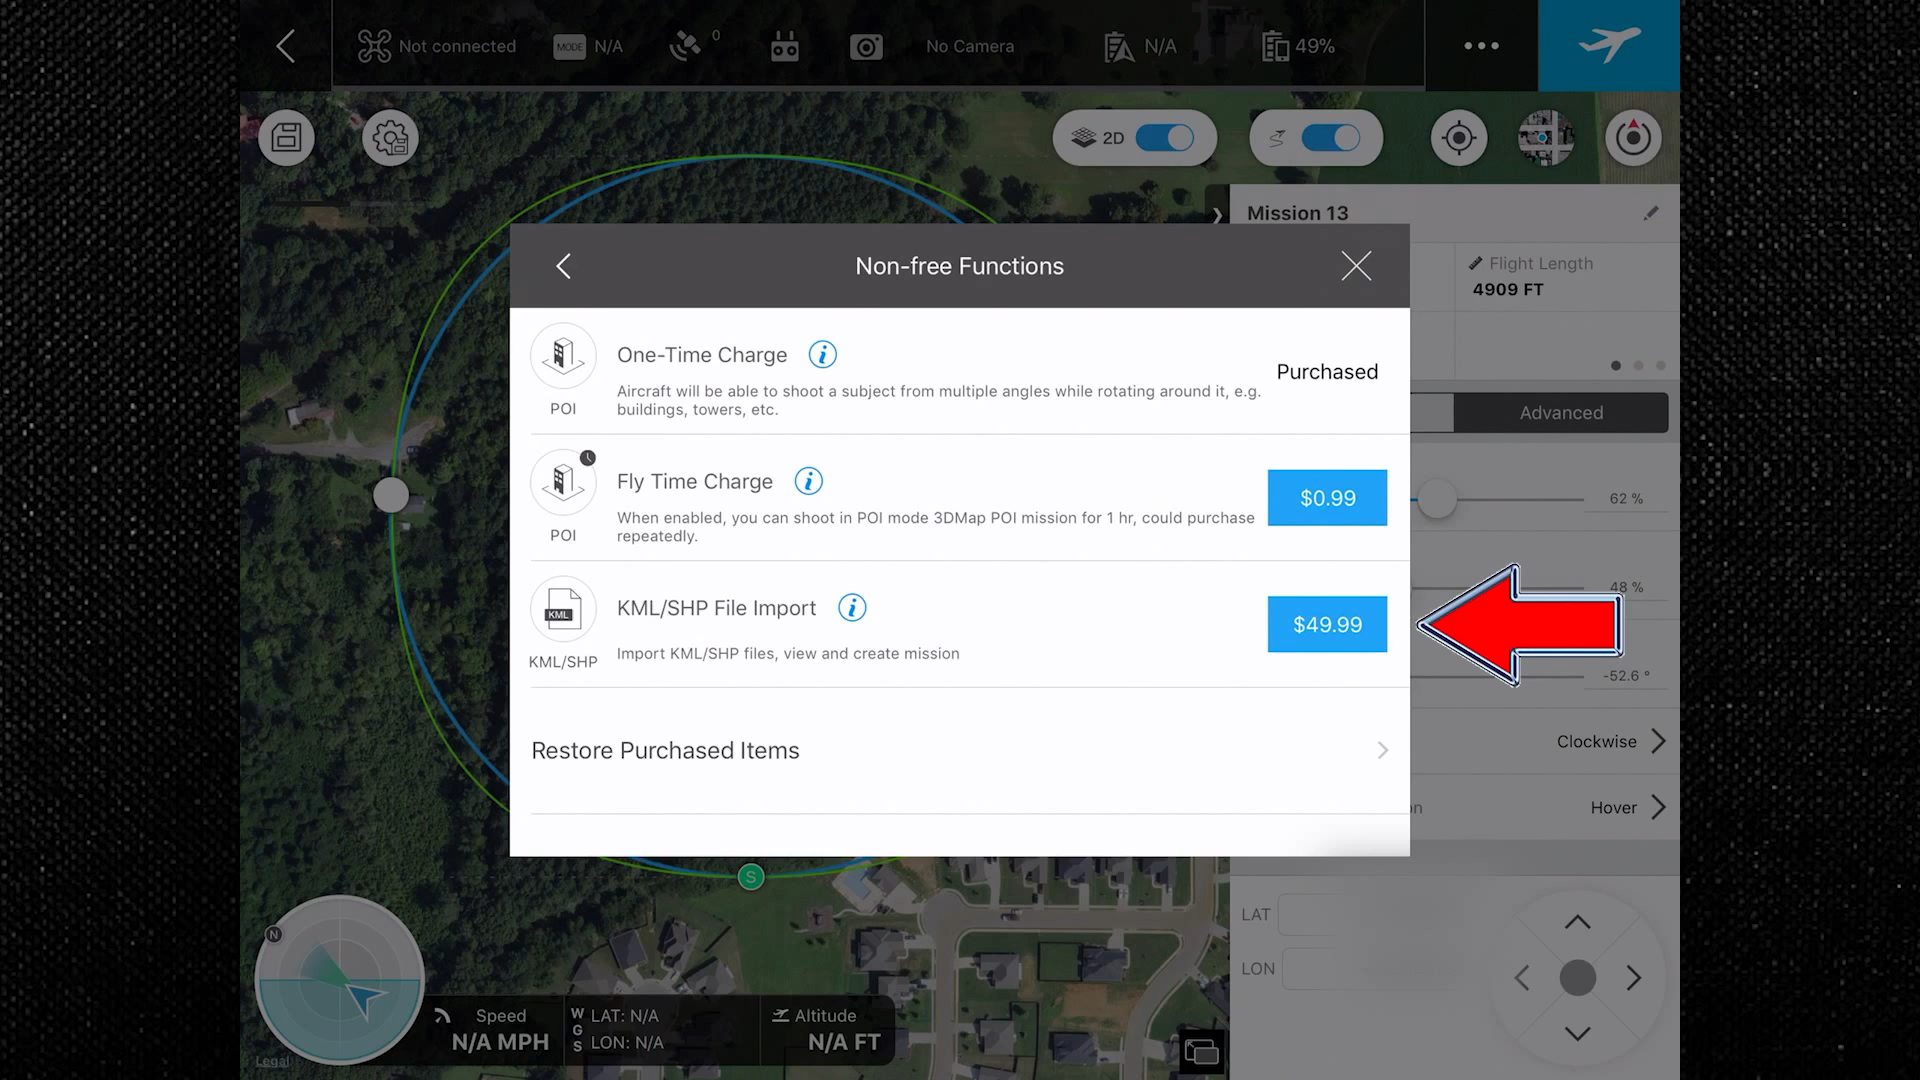 Not connected
MODE N/A
0
No Camera
N/A
49%
2D
Mission 13
Flight Length
4909 FT
Non-free Functions
One-Time Charge
Aircraft will be able to shoot a subject from multiple angles while rotating around it, e.g.
buildings, towers, etc.
POI
Purchased
Advanced
Fly Time Charge
When enabled, you can shoot in POI mode 3DMap POI mission for 1 hr, could purchase
repeatedly.
POI
$0.99
62 %
KML
KML/SHP File Import
Import KML/SHP files, view and create mission
KML/SHP
$49.99
48 %
-52.6 °
Restore Purchased Items
Clockwise
Hover
S
N
LAT
LON
Speed
N/A MPH
WGS
LAT: N/A
LON: N/A
Altitude
N/A FT
Legal